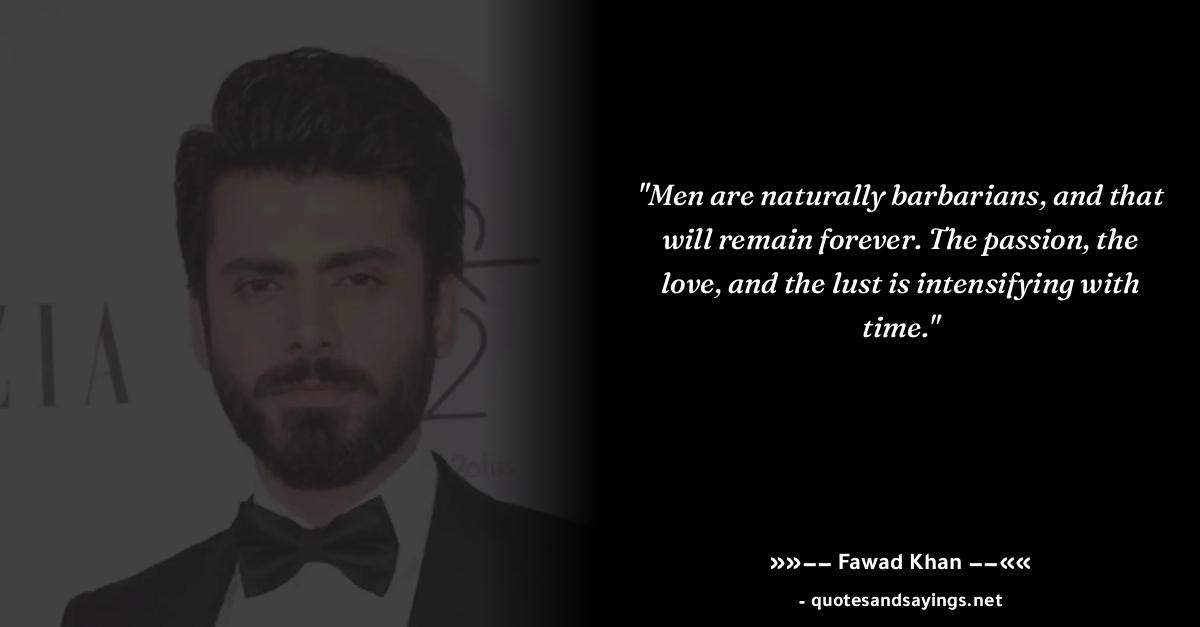 "Men are naturally barbarians, and that
will remain forever. The passion, the
love, and the lust is intensifying with
time."
ZIA
»»–– Fawad Khan ––««
- quotesandsayings.net